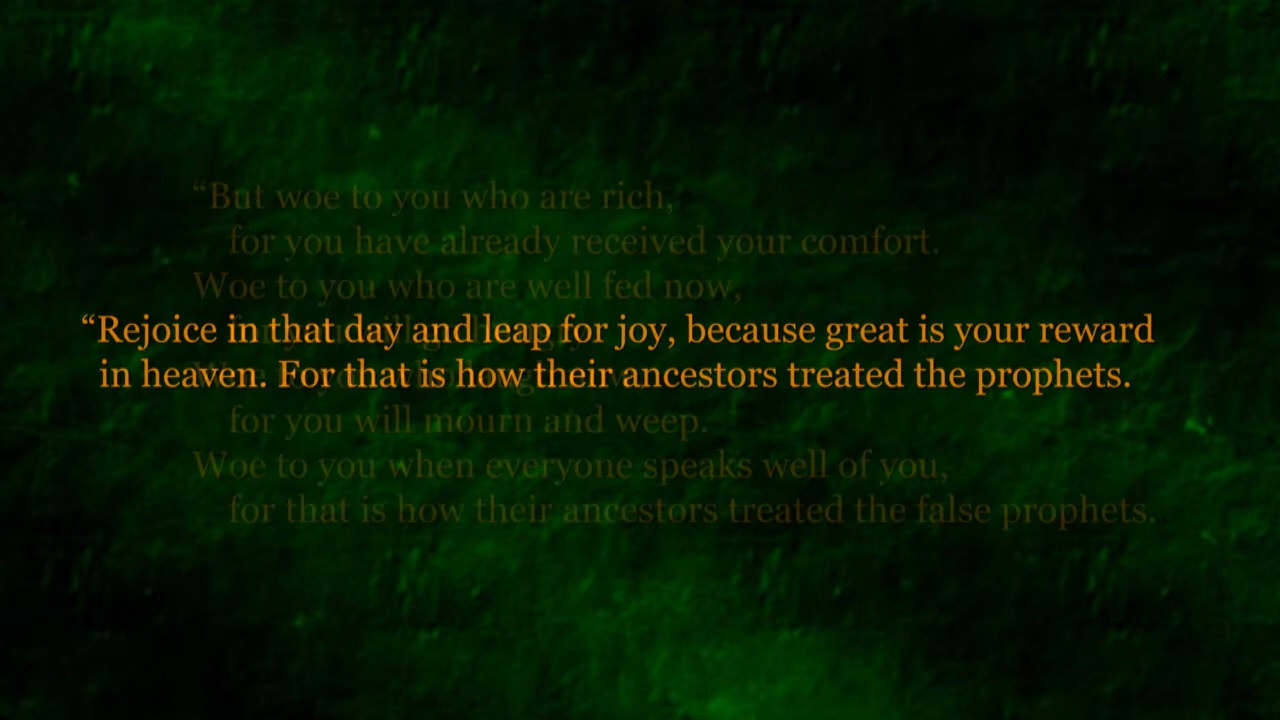 “But woe to you who are rich,
for you have already received your comfort.
Woe to you who are well fed now,
“Rejoice in that day and leap for joy, because great is your reward
in heaven. For that is how their ancestors treated the prophets.
for you will mourn and weep.
Woe to you when everyone speaks well of you,
for that is how their ancestors treated the false prophets.